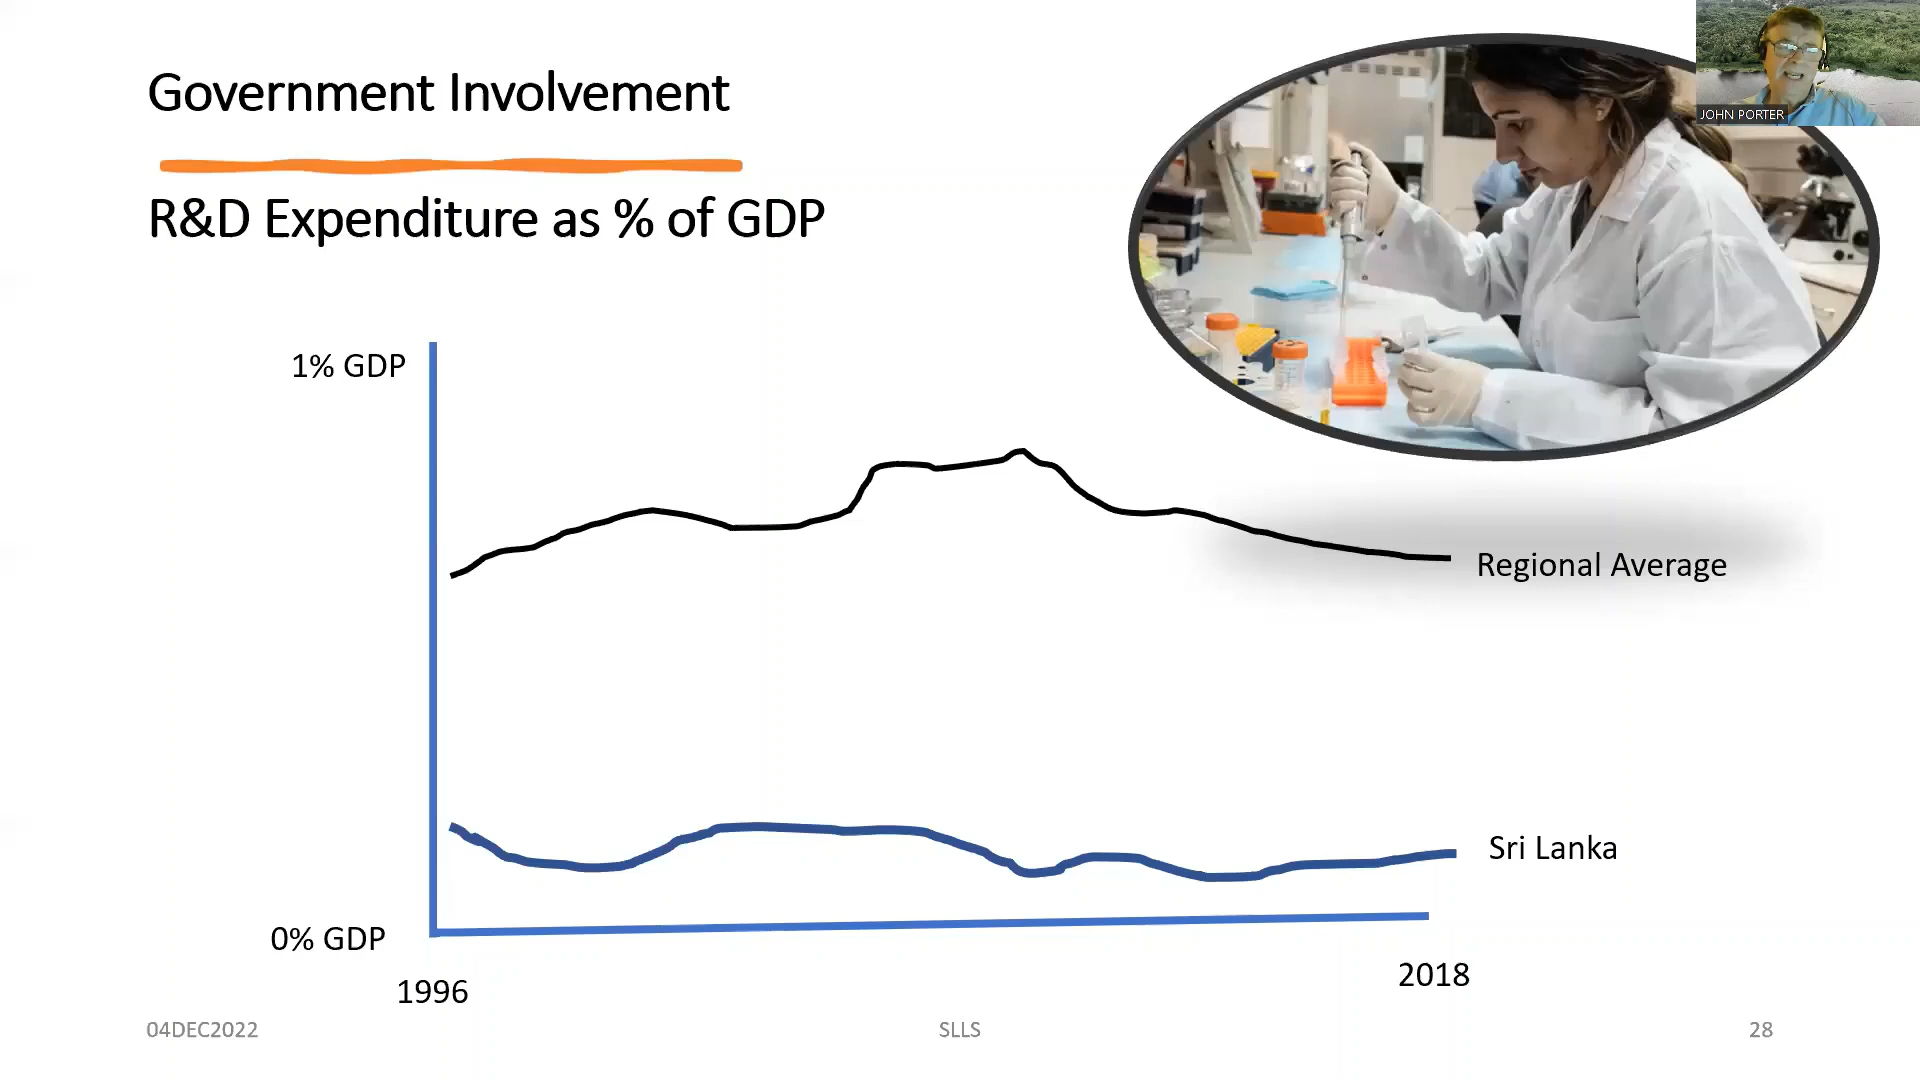 Government Involvement
JOHN PORTER
R&D Expenditure as % of GDP
1% GDP
Regional Average
Sri Lanka
0% GDP
1996
2018
04DEC2022
SLLS
28